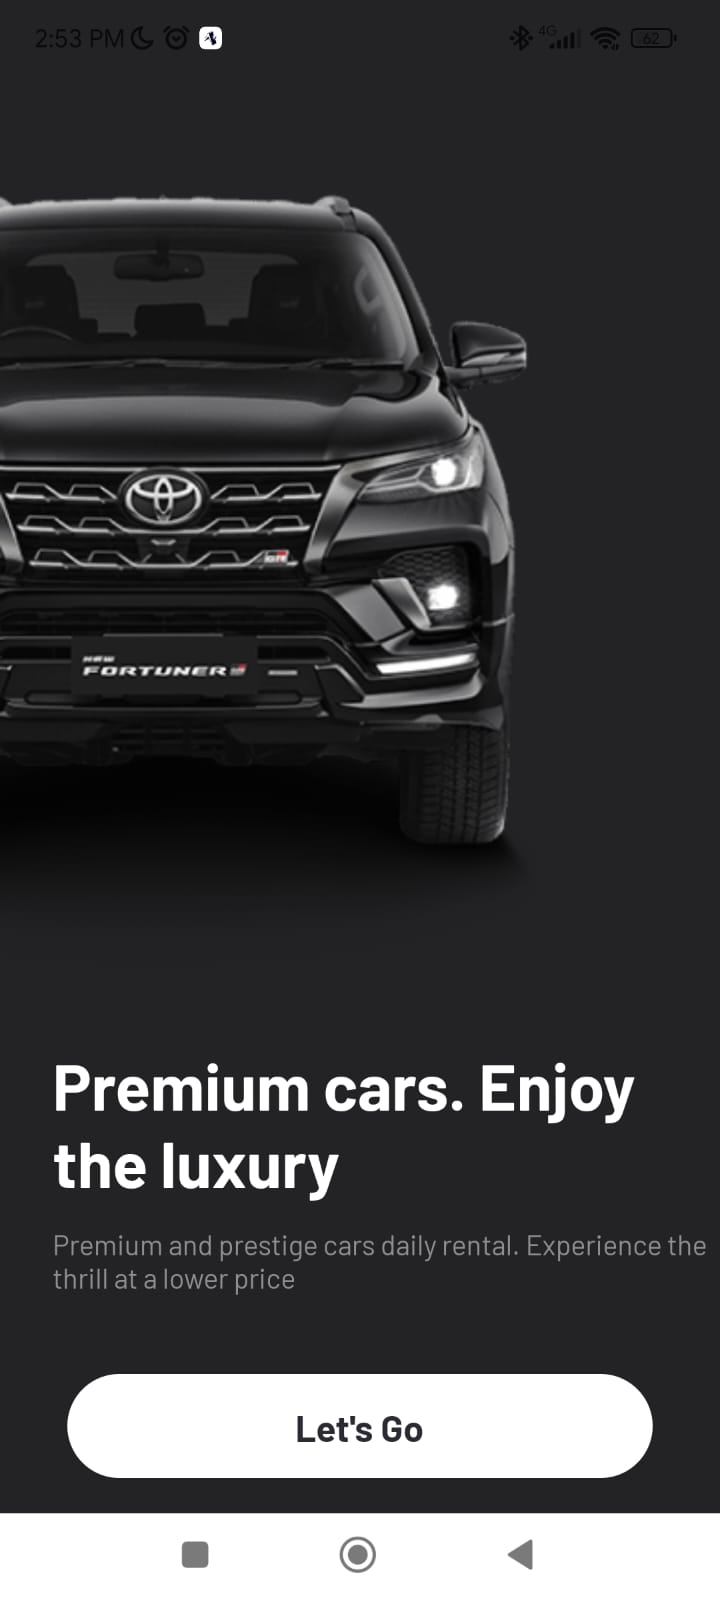 2:53 PM
4G
62
GR
NEW
FORTUNER
Premium cars. Enjoy
the luxury
Premium and prestige cars daily rental. Experience the
thrill at a lower price
Let's Go